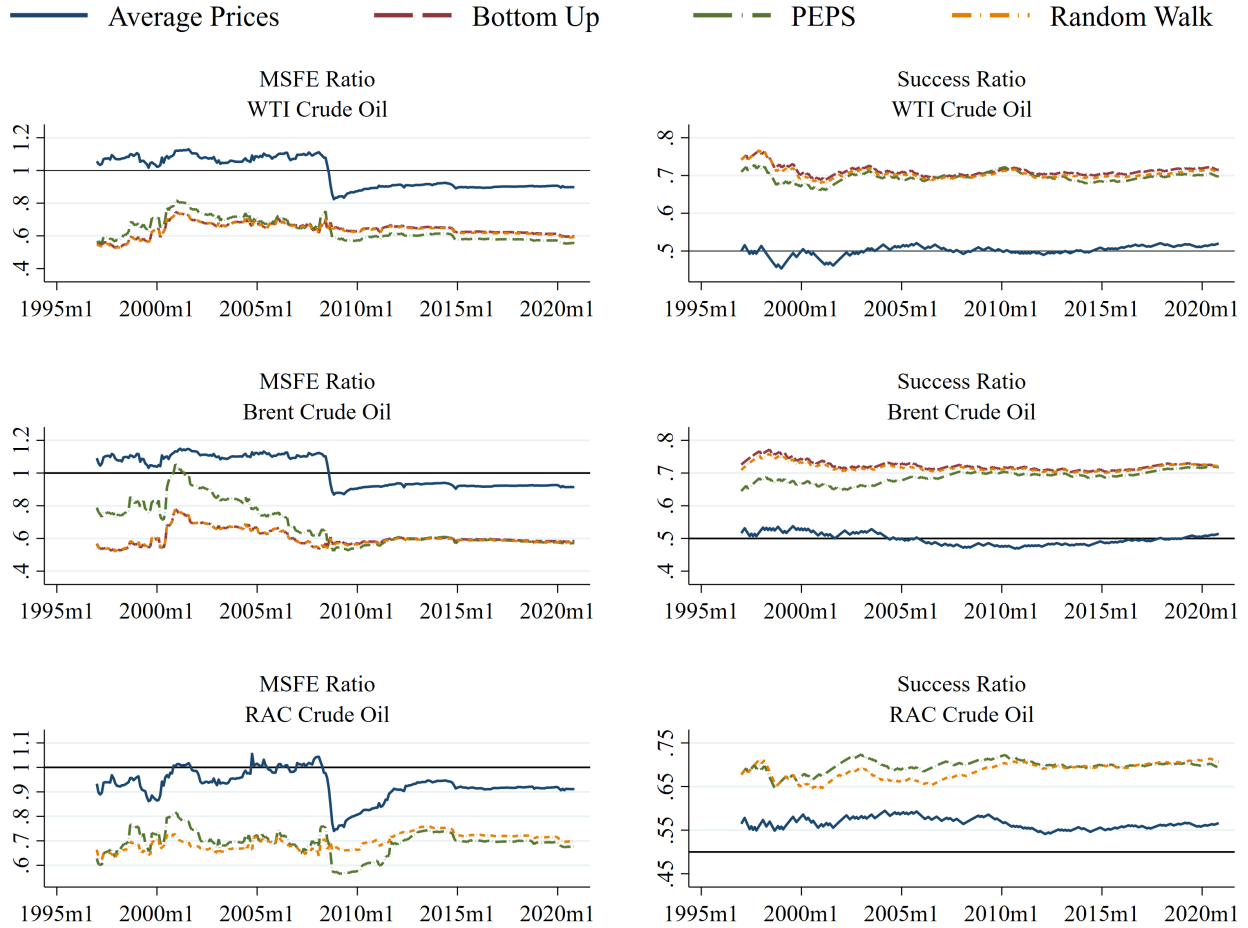 Average Prices Bottom Up PEPS Random Walk
MSFE Ratio
WTI Crude Oil
.4 .6 .8 1 1.2
1995m1 2000m1 2005m1 2010m1 2015m1 2020m1
Success Ratio
WTI Crude Oil
.5 .6 .7 .8
1995m1 2000m1 2005m1 2010m1 2015m1 2020m1
MSFE Ratio
Brent Crude Oil
.4 .6 .8 1 1.2
1995m1 2000m1 2005m1 2010m1 2015m1 2020m1
Success Ratio
Brent Crude Oil
.4 .5 .6 .7 .8
1995m1 2000m1 2005m1 2010m1 2015m1 2020m1
MSFE Ratio
RAC Crude Oil
.6 .7 .8 .9 1 1.1
1995m1 2000m1 2005m1 2010m1 2015m1 2020m1
Success Ratio
RAC Crude Oil
.45 .55 .65 .75
1995m1 2000m1 2005m1 2010m1 2015m1 2020m1